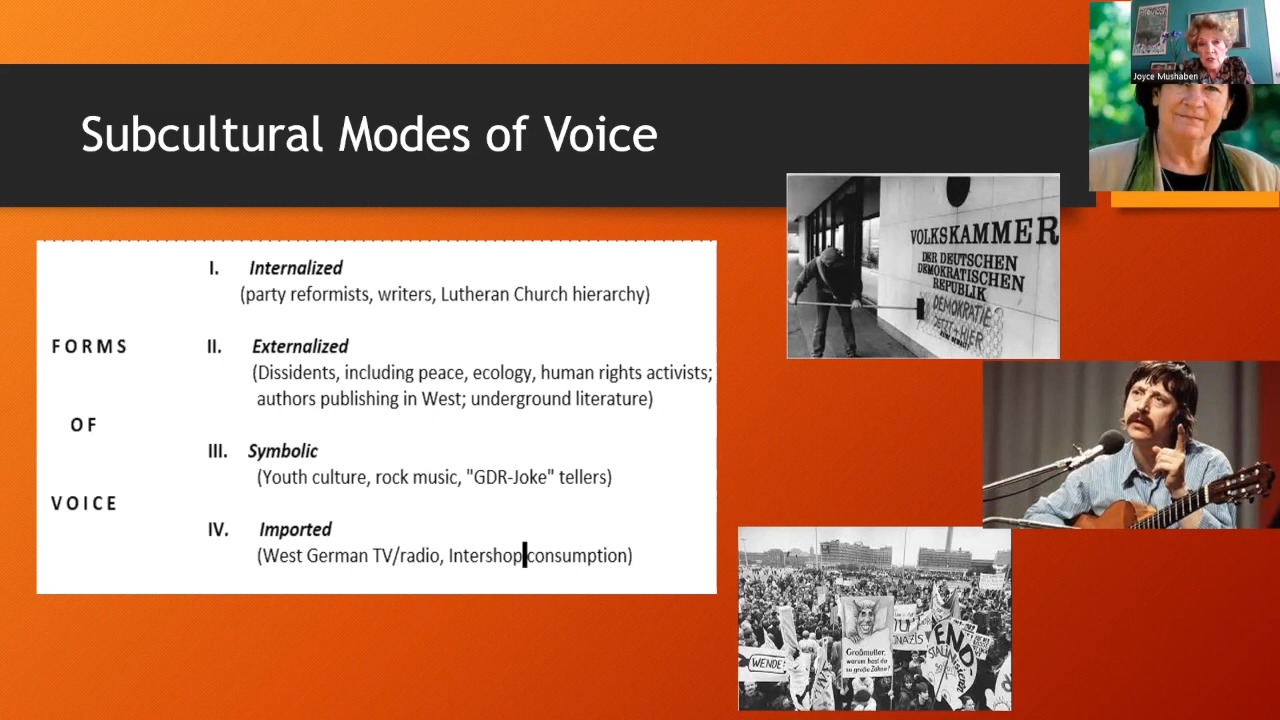 Joyce Mushaben
Subcultural Modes of Voice
FORMS
OF
VOICE
I. Internalized
(party reformists, writers, Lutheran Church hierarchy)
II. Externalized
(Dissidents, including peace, ecology, human rights activists;
authors publishing in West; underground literature)
III. Symbolic
(Youth culture, rock music, "GDR-Joke" tellers)
IV. Imported
(West German TV/radio, Intershop consumption)
VOLKSKAMMER
DER DEUTSCHEN
DEMOKRATISCHEN
REPUBLIK
DEMOKRATIE
JETZT HIER
WENDE!
Großmutter,
warum hast du
so große Zähne?
NAZIS
END-